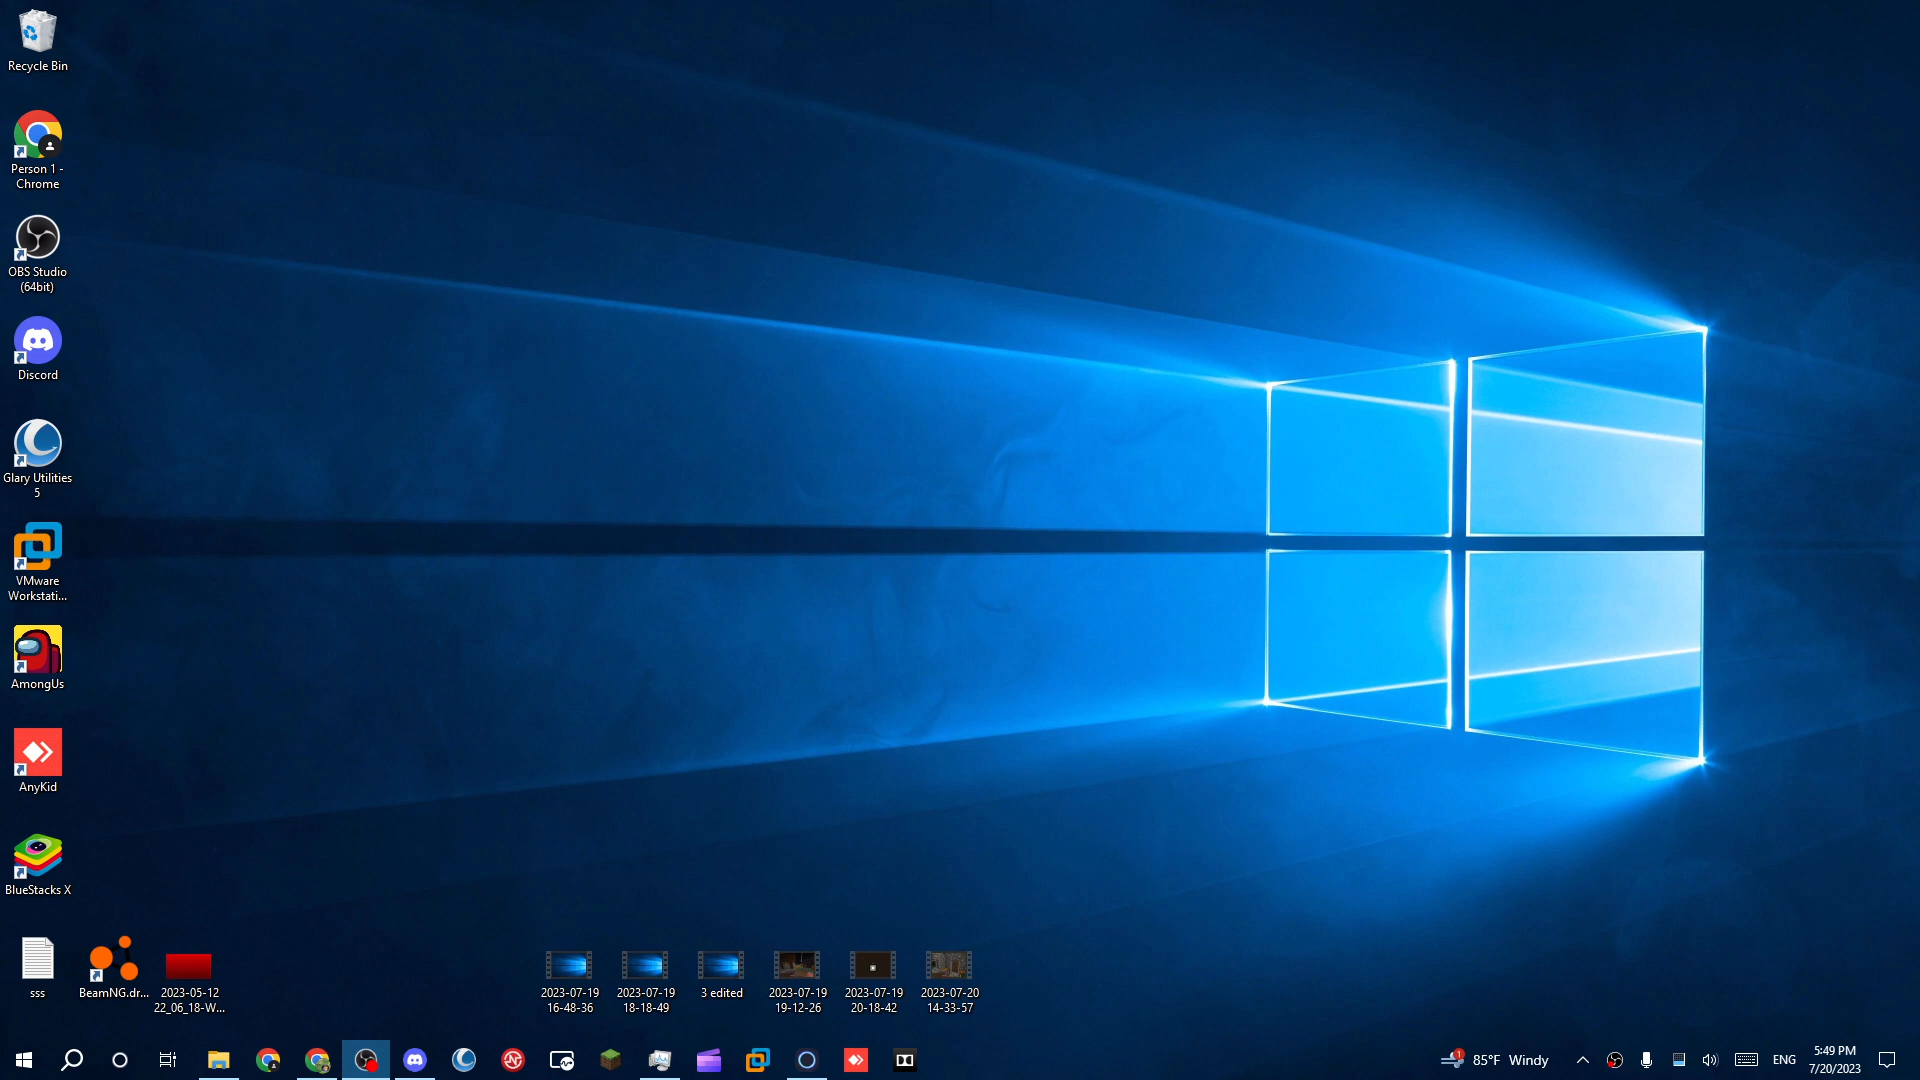 Recycle Bin
Person 1 -
Chrome
OBS Studio
(64bit)
Discord
Glary Utilities
5
VMware
Workstati...
AmongUs
AnyKid
BlueStacks X
sss
BeamNG.dr...
2023-05-12
22_06_18-W...
2023-07-19
16-48-36
2023-07-19
18-18-49
3 edited
2023-07-19
19-12-26
2023-07-19
20-18-42
2023-07-20
14-33-57
1
85°F Windy
ENG
5:49 PM
7/20/2023